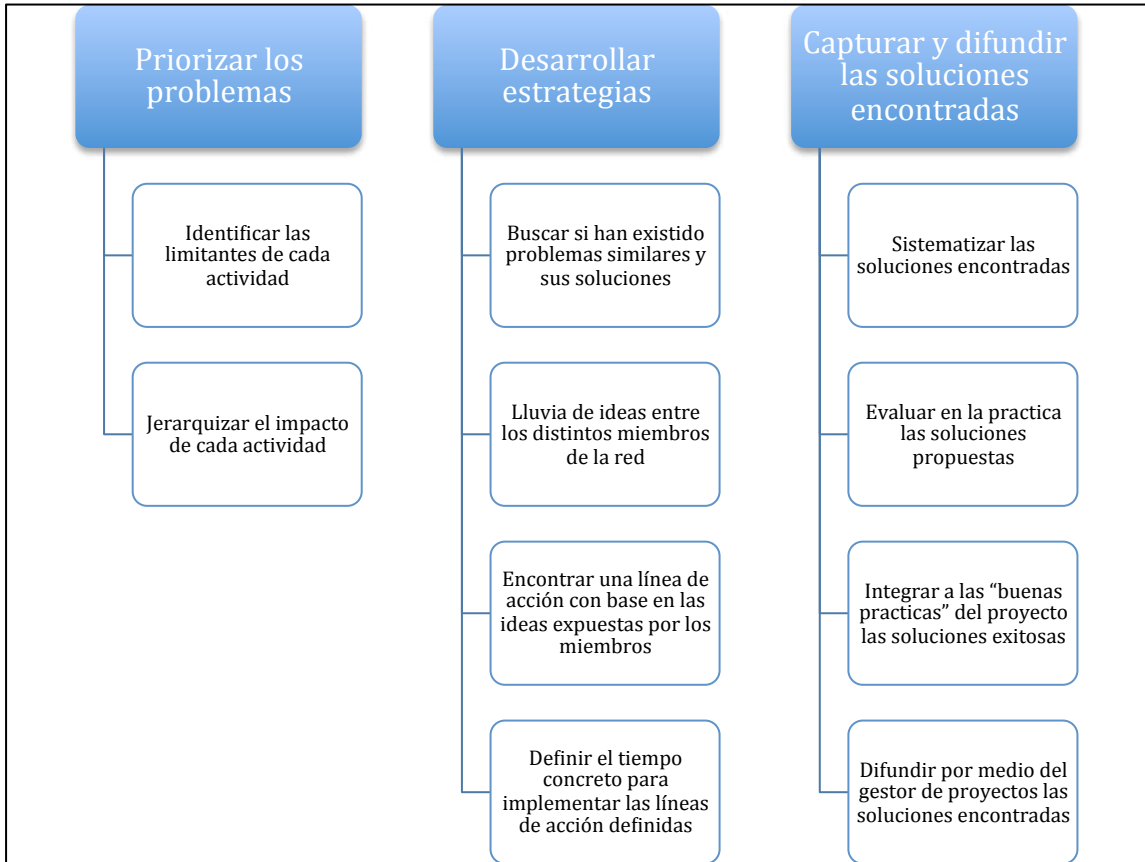 Priorizar los
problemas
Identificar las
limitantes de cada
actividad
Jerarquizar el impacto
de cada actividad
Desarrollar
estrategias
Buscar si han existido
problemas similares y
sus soluciones
Lluvia de ideas entre
los distintos miembros
de la red
Encontrar una línea de
acción con base en las
ideas expuestas por los
miembros
Definir el tiempo
concreto para
implementar las líneas
de acción definidas
Capturar y difundir
las soluciones
encontradas
Sistematizar las
soluciones encontradas
Evaluar en la practica
las soluciones
propuestas
Integrar a las “buenas
practicas” del proyecto
las soluciones exitosas
Difundir por medio del
gestor de proyectos las
soluciones encontradas